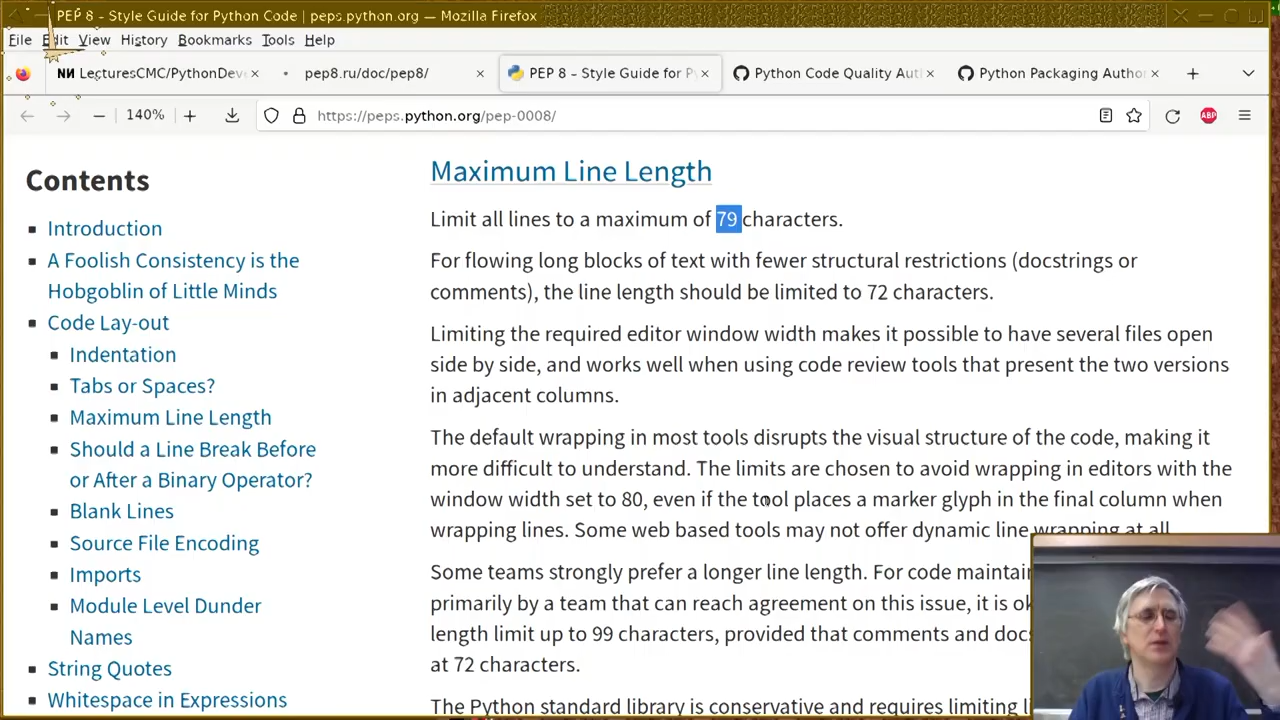 PEP 8 – Style Guide for Python Code | peps.python.org — Mozilla Firefox
File Edit View History Bookmarks Tools Help
LecturesCMC/PythonDev
pep8.ru/doc/pep8/
PEP 8 – Style Guide for P
Python Code Quality Aut
Python Packaging Autho
140%
https://peps.python.org/pep-0008/
ABP
Contents
Introduction
A Foolish Consistency is the
Hobgoblin of Little Minds
Code Lay-out
Indentation
Tabs or Spaces?
Maximum Line Length
Should a Line Break Before
or After a Binary Operator?
Blank Lines
Source File Encoding
Imports
Module Level Dunder
Names
String Quotes
Whitespace in Expressions
Maximum Line Length
Limit all lines to a maximum of 79 characters.
For flowing long blocks of text with fewer structural restrictions (docstrings or
comments), the line length should be limited to 72 characters.
Limiting the required editor window width makes it possible to have several files open
side by side, and works well when using code review tools that present the two versions
in adjacent columns.
The default wrapping in most tools disrupts the visual structure of the code, making it
more difficult to understand. The limits are chosen to avoid wrapping in editors with the
window width set to 80, even if the tool places a marker glyph in the final column when
wrapping lines. Some web based tools may not offer dynamic line wrapping at all.
Some teams strongly prefer a longer line length. For code maintai
primarily by a team that can reach agreement on this issue, it is ok
length limit up to 99 characters, provided that comments and doc
at 72 characters.
The Python standard library is conservative and requires limiting li